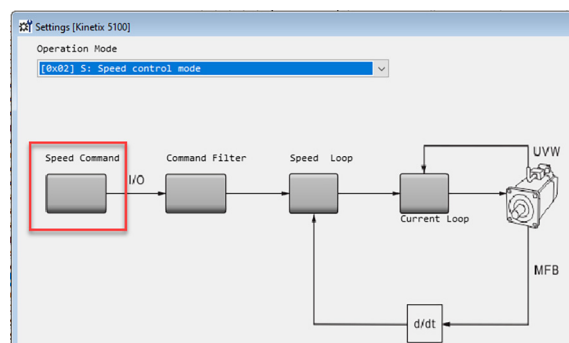 Settings [Kinetix 5100]
Operation Mode
[0x02] S: Speed control mode
Speed Command
Command Filter
Speed Loop
UVW
I/O
Current Loop
MFB
d/dt